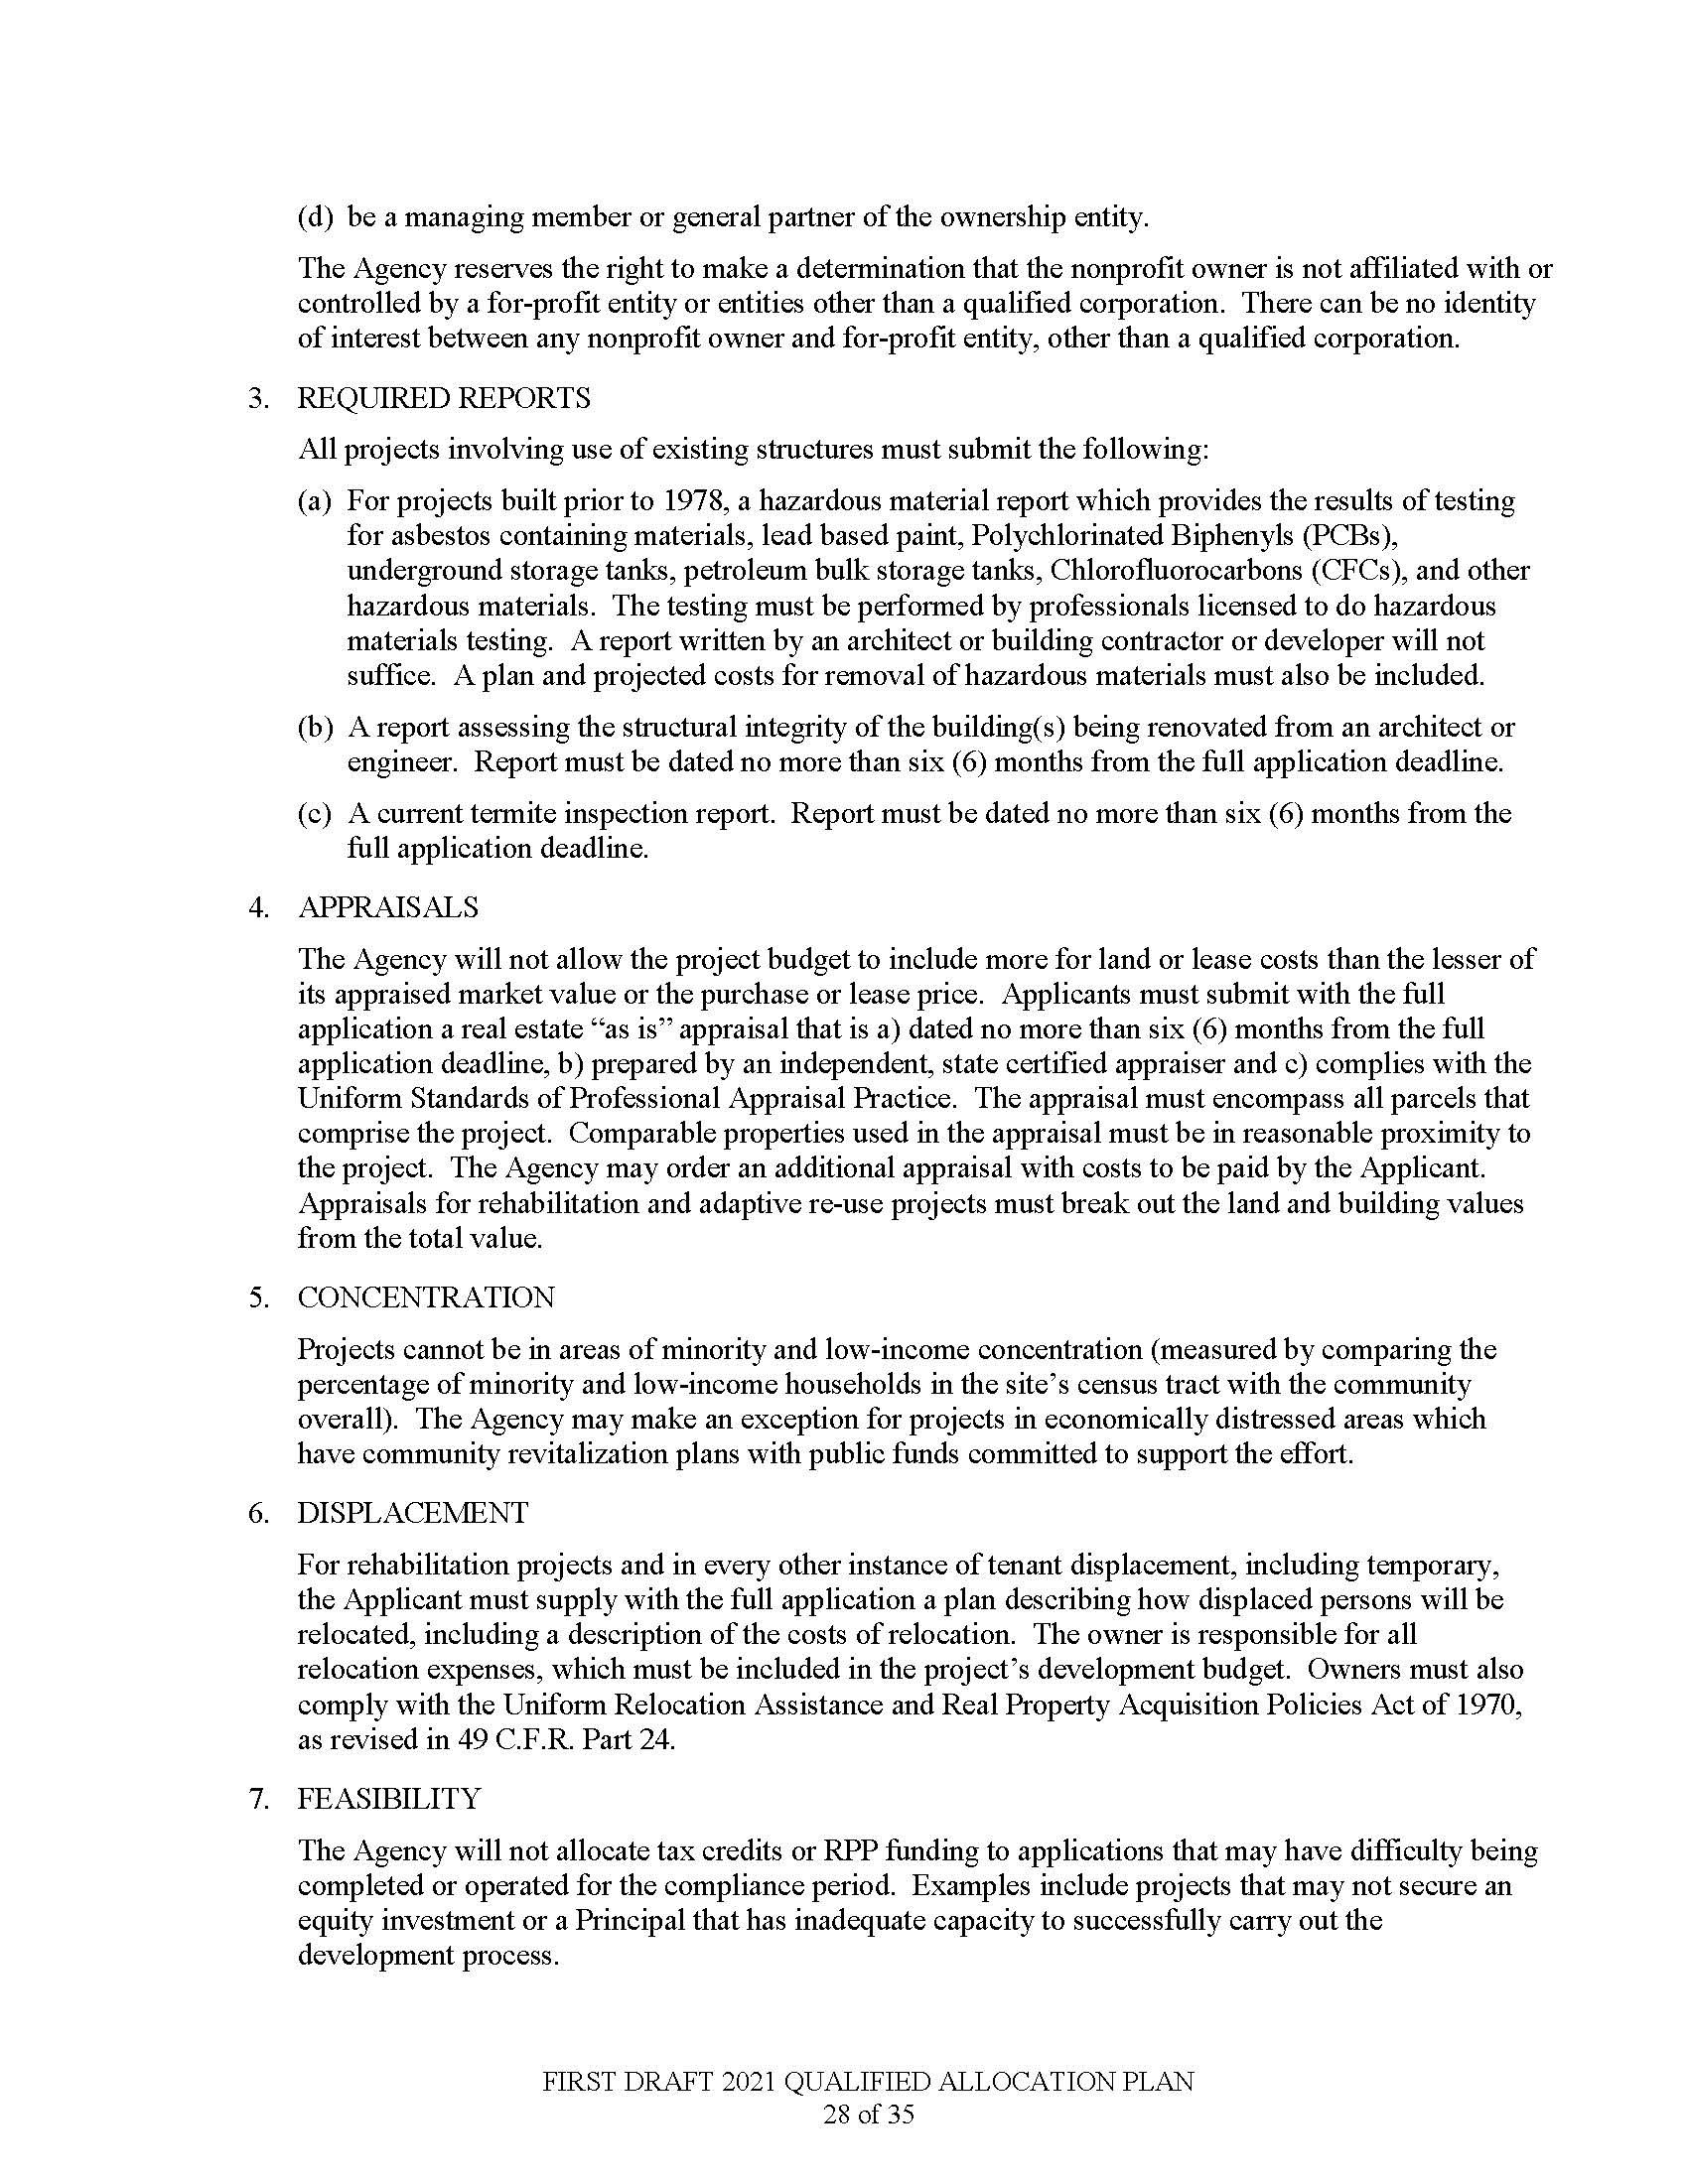 (d) be a managing member or general partner of the ownership entity.
The Agency reserves the right to make a determination that the nonprofit owner is not affiliated with or
controlled by a for-profit entity or entities other than a qualified corporation. There can be no identity
of interest between any nonprofit owner and for-profit entity, other than a qualified corporation.
3. REQUIRED REPORTS
All projects involving use of existing structures must submit the following:
(a) For projects built prior to 1978, a hazardous material report which provides the results of testing
for asbestos containing materials, lead based paint, Polychlorinated Biphenyls (PCBs),
underground storage tanks, petroleum bulk storage tanks, Chlorofluorocarbons (CFCs), and other
hazardous materials. The testing must be performed by professionals licensed to do hazardous
materials testing. A report written by an architect or building contractor or developer will not
suffice. A plan and projected costs for removal of hazardous materials must also be included.
(b) A report assessing the structural integrity of the building(s) being renovated from an architect or
engineer. Report must be dated no more than six (6) months from the full application deadline.
(c) A current termite inspection report. Report must be dated no more than six (6) months from the
full application deadline.
4. APPRAISALS
The Agency will not allow the project budget to include more for land or lease costs than the lesser of
its appraised market value or the purchase or lease price. Applicants must submit with the full
application a real estate “as is” appraisal that is a) dated no more than six (6) months from the full
application deadline, b) prepared by an independent, state certified appraiser and c) complies with the
Uniform Standards of Professional Appraisal Practice. The appraisal must encompass all parcels that
comprise the project. Comparable properties used in the appraisal must be in reasonable proximity to
the project. The Agency may order an additional appraisal with costs to be paid by the Applicant.
Appraisals for rehabilitation and adaptive re-use projects must break out the land and building values
from the total value.
5. CONCENTRATION
Projects cannot be in areas of minority and low-income concentration (measured by comparing the
percentage of minority and low-income households in the site’s census tract with the community
overall). The Agency may make an exception for projects in economically distressed areas which
have community revitalization plans with public funds committed to support the effort.
6. DISPLACEMENT
For rehabilitation projects and in every other instance of tenant displacement, including temporary,
the Applicant must supply with the full application a plan describing how displaced persons will be
relocated, including a description of the costs of relocation. The owner is responsible for all
relocation expenses, which must be included in the project’s development budget. Owners must also
comply with the Uniform Relocation Assistance and Real Property Acquisition Policies Act of 1970,
as revised in 49 C.F.R. Part 24.
7. FEASIBILITY
The Agency will not allocate tax credits or RPP funding to applications that may have difficulty being
completed or operated for the compliance period. Examples include projects that may not secure an
equity investment or a Principal that has inadequate capacity to successfully carry out the
development process.
FIRST DRAFT 2021 QUALIFIED ALLOCATION PLAN
28 of 35